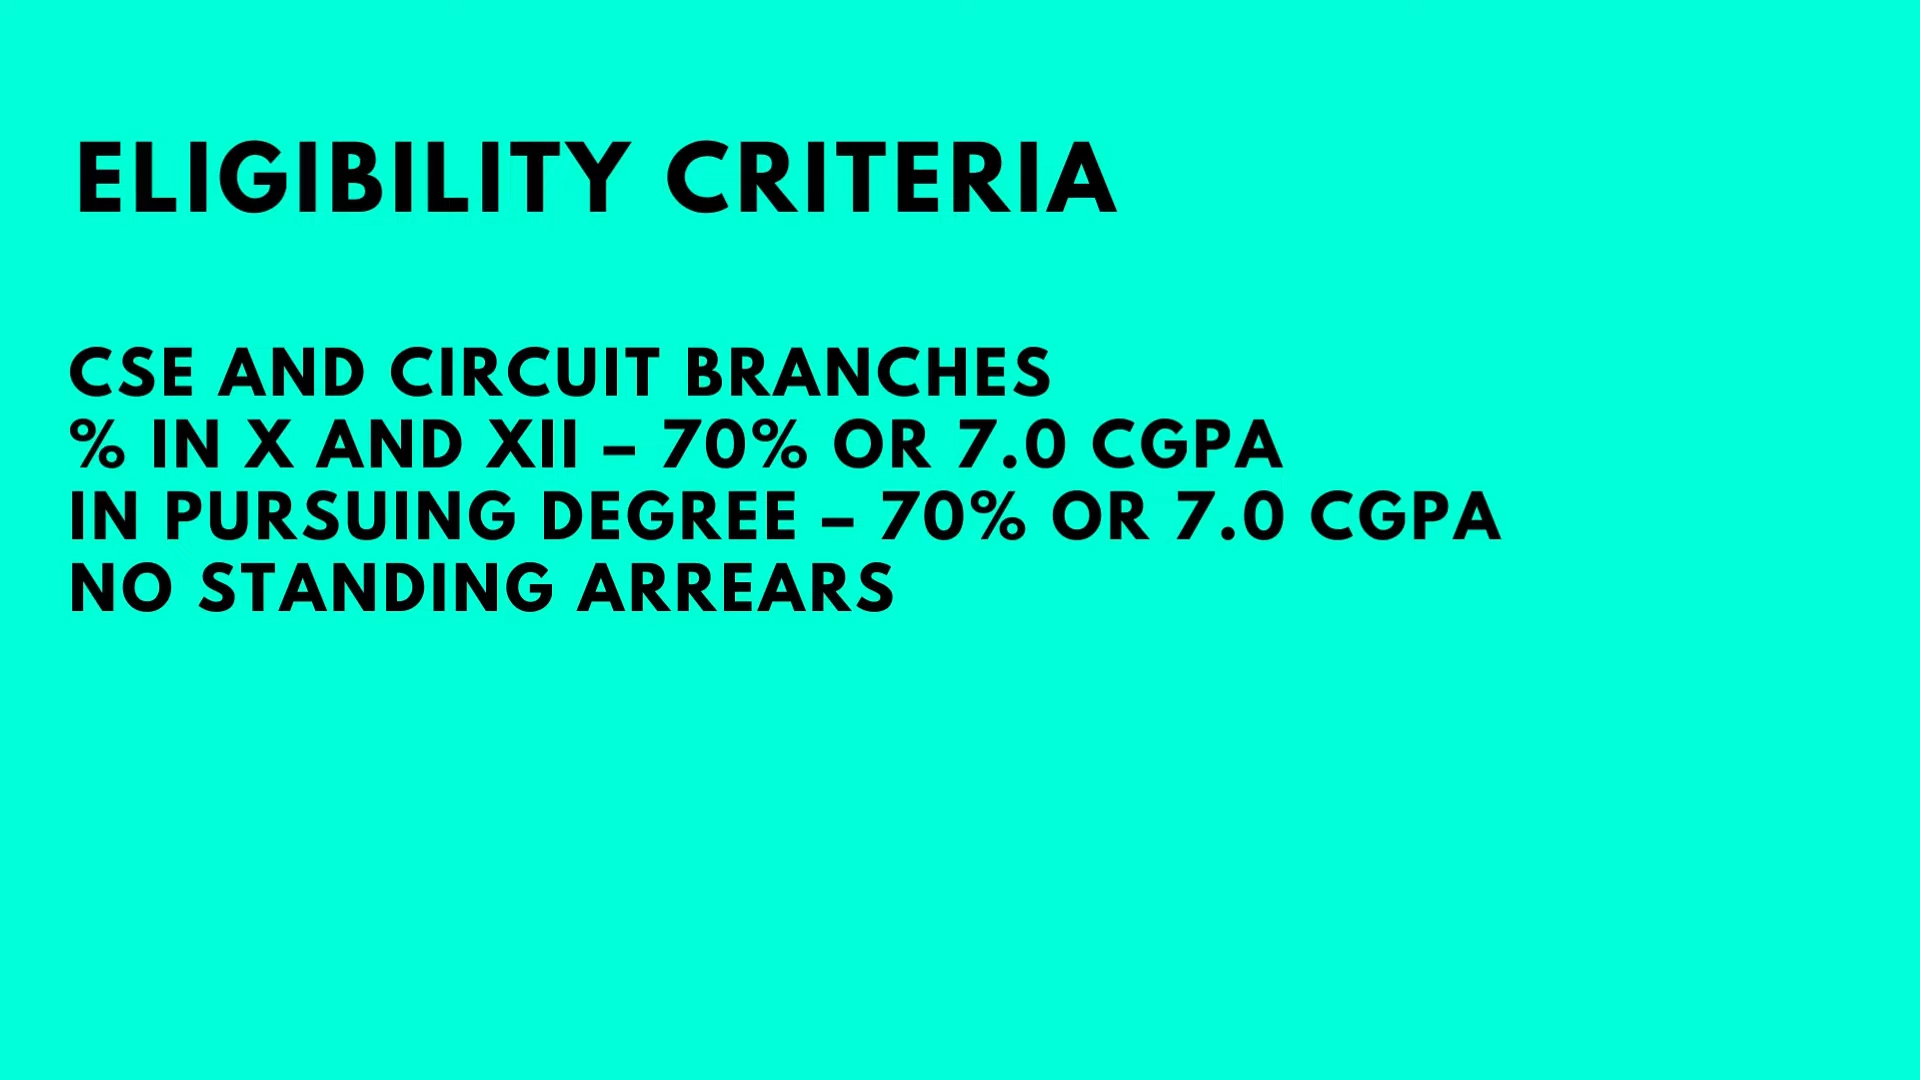 ELIGIBILITY CRITERIA
CSE AND CIRCUIT BRANCHES
% IN X AND XII – 70% OR 7.0 CGPA
IN PURSUING DEGREE – 70% OR 7.0 CGPA
NO STANDING ARREARS